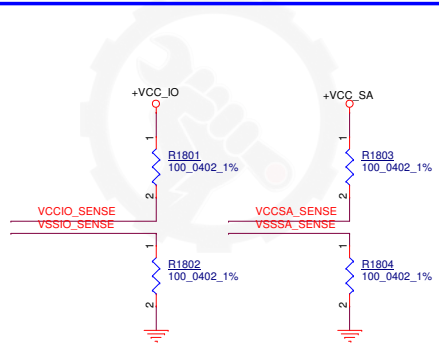 +VCC_IO
+VCC_SA
1
R1801
100_0402_1%
2
1
R1803
100_0402_1%
2
VCCIO_SENSE
VSSIO_SENSE
VCCSA_SENSE
VSSSA_SENSE
1
R1802
100_0402_1%
2
1
R1804
100_0402_1%
2